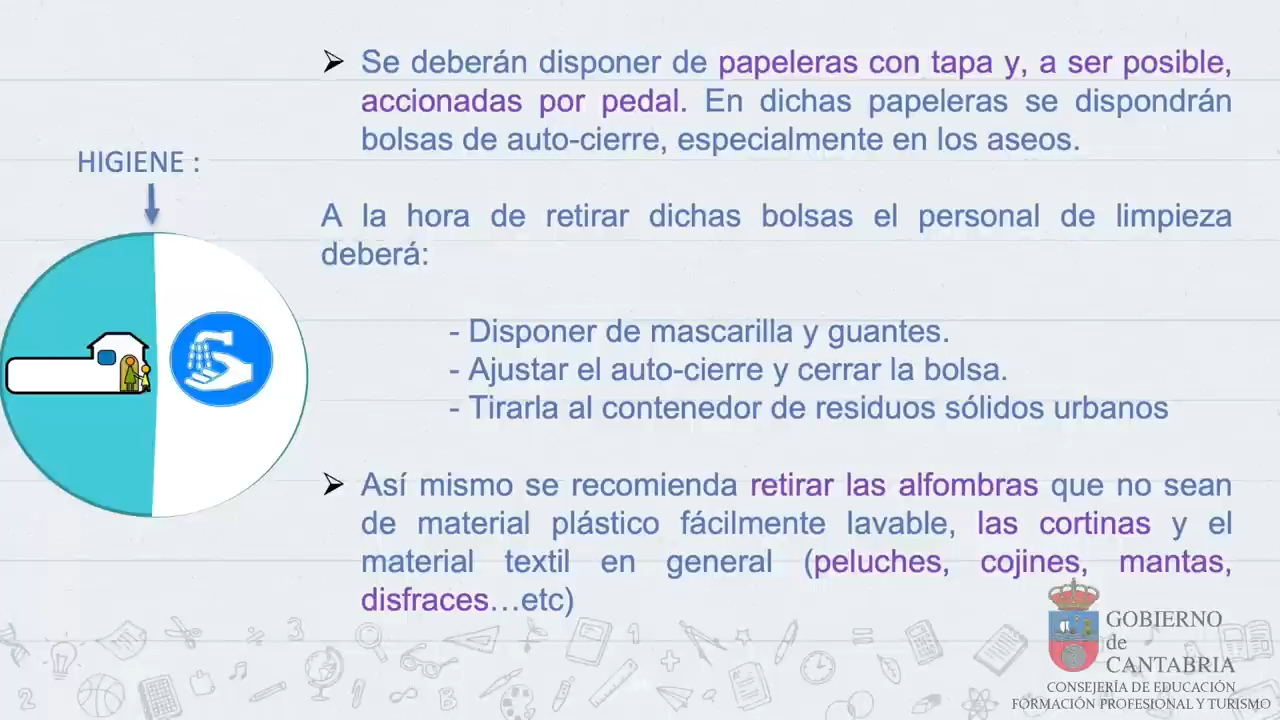 HIGIENE :
➢ Se deberán disponer de papeleras con tapa y, a ser posible,
accionadas por pedal. En dichas papeleras se dispondrán
bolsas de auto-cierre, especialmente en los aseos.
A la hora de retirar dichas bolsas el personal de limpieza
deberá:
- Disponer de mascarilla y guantes.
- Ajustar el auto-cierre y cerrar la bolsa.
- Tirarla al contenedor de residuos sólidos urbanos
➢ Así mismo se recomienda retirar las alfombras que no sean
de material plástico fácilmente lavable, las cortinas y el
material textil en general (peluches, cojines, mantas,
disfraces…etc)
GOBIERNO
de
CANTABRIA
CONSEJERÍA DE EDUCACIÓN
FORMACIÓN PROFESIONAL Y TURISMO